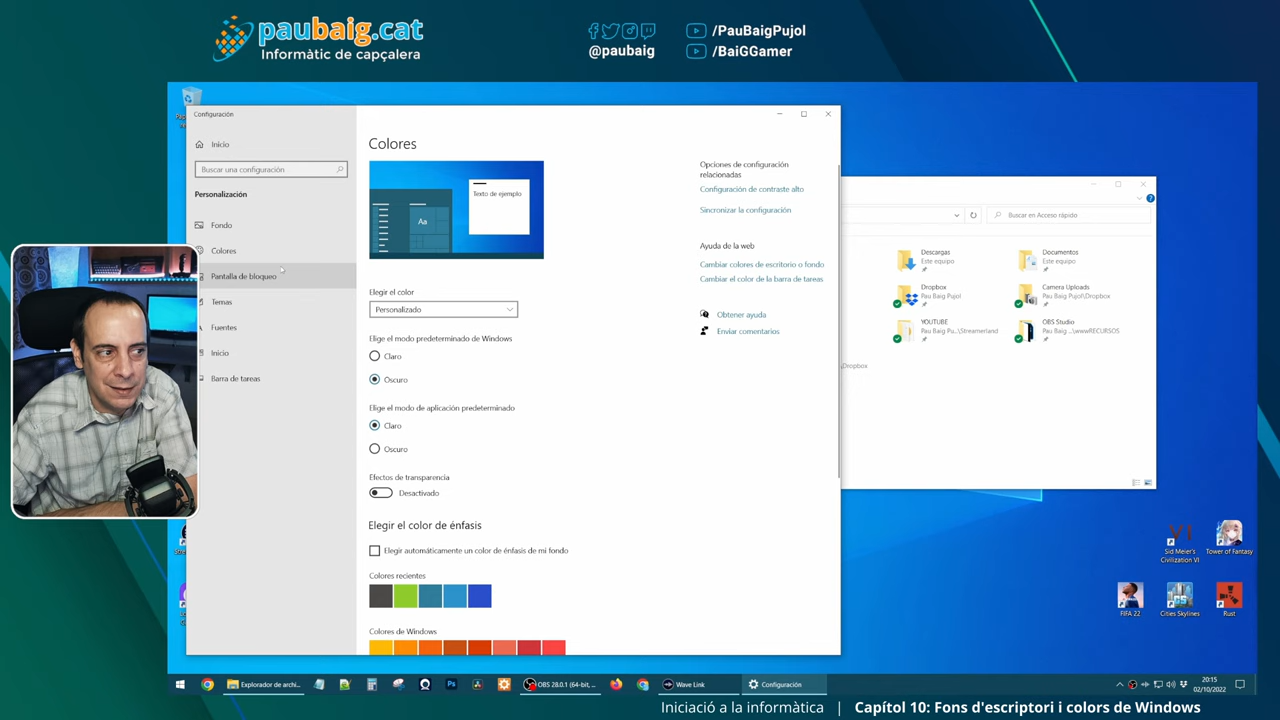 paubaig.cat
Informàtic de capçalera
@paubaig
/PauBaigPujol
/BaiGGamer
Configuración
Inicio
Buscar una configuración
Personalización
Fondo
Colores
Pantalla de bloqueo
Temas
Fuentes
Inicio
Barra de tareas
Colores
Texto de ejemplo
Aa
Elegir el color
Personalizado
Elige el modo predeterminado de Windows
Claro
Oscuro
Elige el modo de aplicación predeterminado
Claro
Oscuro
Efectos de transparencia
Desactivado
Elegir el color de énfasis
Elegir automáticamente un color de énfasis de mi fondo
Colores recientes
Colores de Windows
Opciones de configuración
relacionadas
Configuración de contraste alto
Sincronizar la configuración
Ayuda de la web
Cambiar colores de escritorio o fondo
Cambiar el color de la barra de tareas
Obtener ayuda
Enviar comentarios
Buscar en Acceso rápido
Descargas
Este equipo
Documentos
Este equipo
Dropbox
Pau Baig Pujol
Camera Uploads
Pau Baig Pujol\Dropbox
YOUTUBE
Pau Ba...\Streamerland
OBS Studio
Pau Baig ...\wwwRECURSOS
\Dropbox
Sid Meier's
Civilization VI
Tower of Fantasy
FIFA 22
Cities Skylines
Rust
Explorador de archi...
OBS 28.0.1 (64-bit, ...
Wave Link
Configuración
20:15
02/10/2022
Iniciació a la informàtica | Capítol 10: Fons d'escriptori i colors de Windows